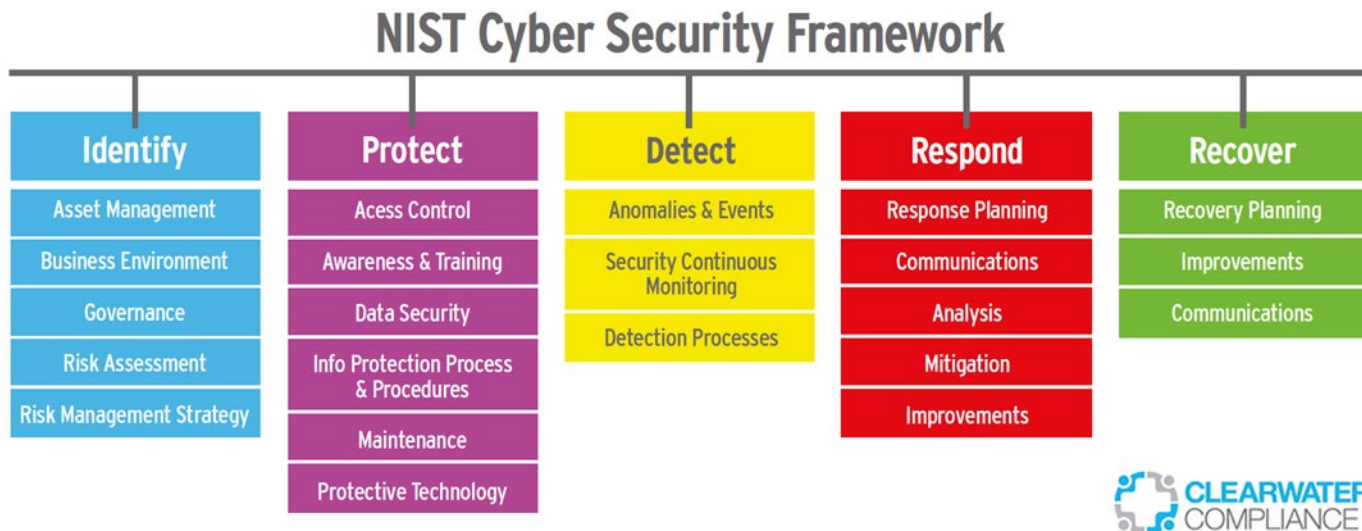 NIST Cyber Security Framework
Identify
Asset Management
Business Environment
Governance
Risk Assessment
Risk Management Strategy
Protect
Acess Control
Awareness & Training
Data Security
Info Protection Process
& Procedures
Maintenance
Protective Technology
Detect
Anomalies & Events
Security Continuous
Monitoring
Detection Processes
Respond
Response Planning
Communications
Analysis
Mitigation
Improvements
Recover
Recovery Planning
Improvements
Communications
CLEARWATER
COMPLIANCE